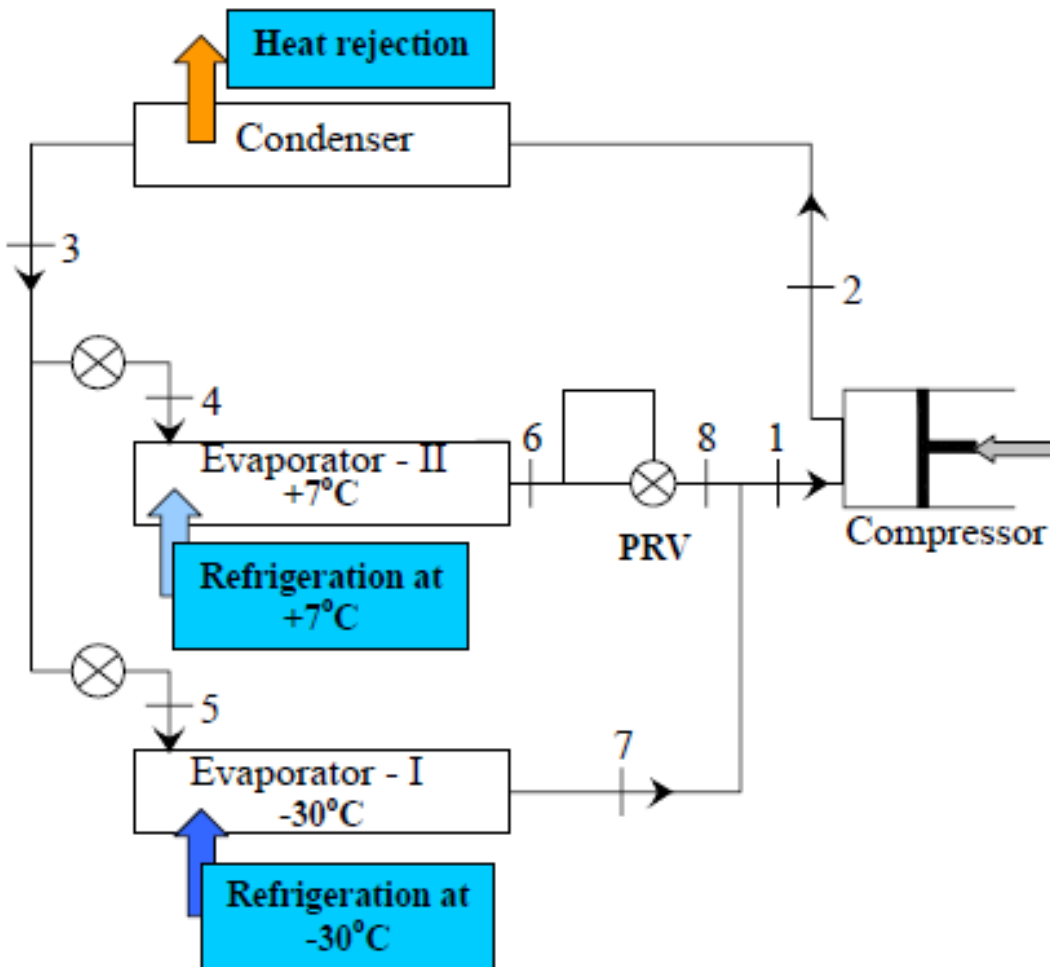 Heat rejection
Condenser
3
2
4
Evaporator - II
+7°C
6
8
1
PRV
Compressor
Refrigeration at
+7°C
5
7
Evaporator - I
-30°C
Refrigeration at
-30°C